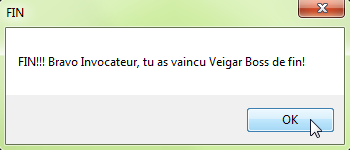 FIN
FIN!!! Bravo Invocateur, tu as vaincu Veigar Boss de fin!
OK